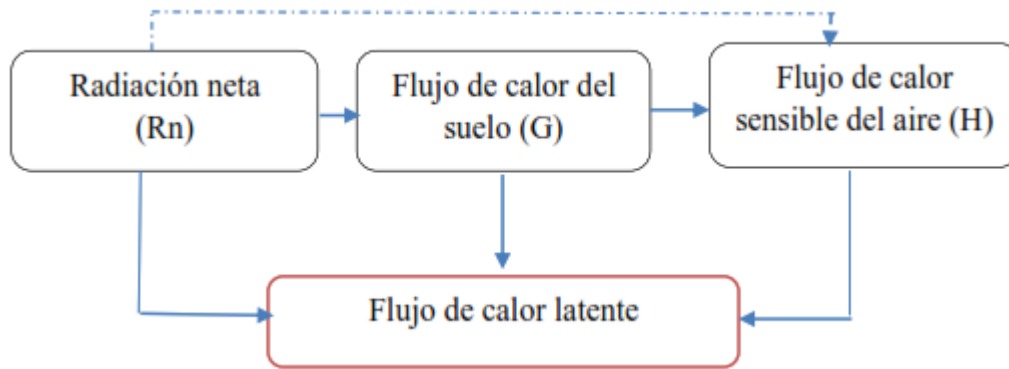 Radiación neta
(Rn)
Flujo de calor del
suelo (G)
Flujo de calor
sensible del aire (H)
Flujo de calor latente